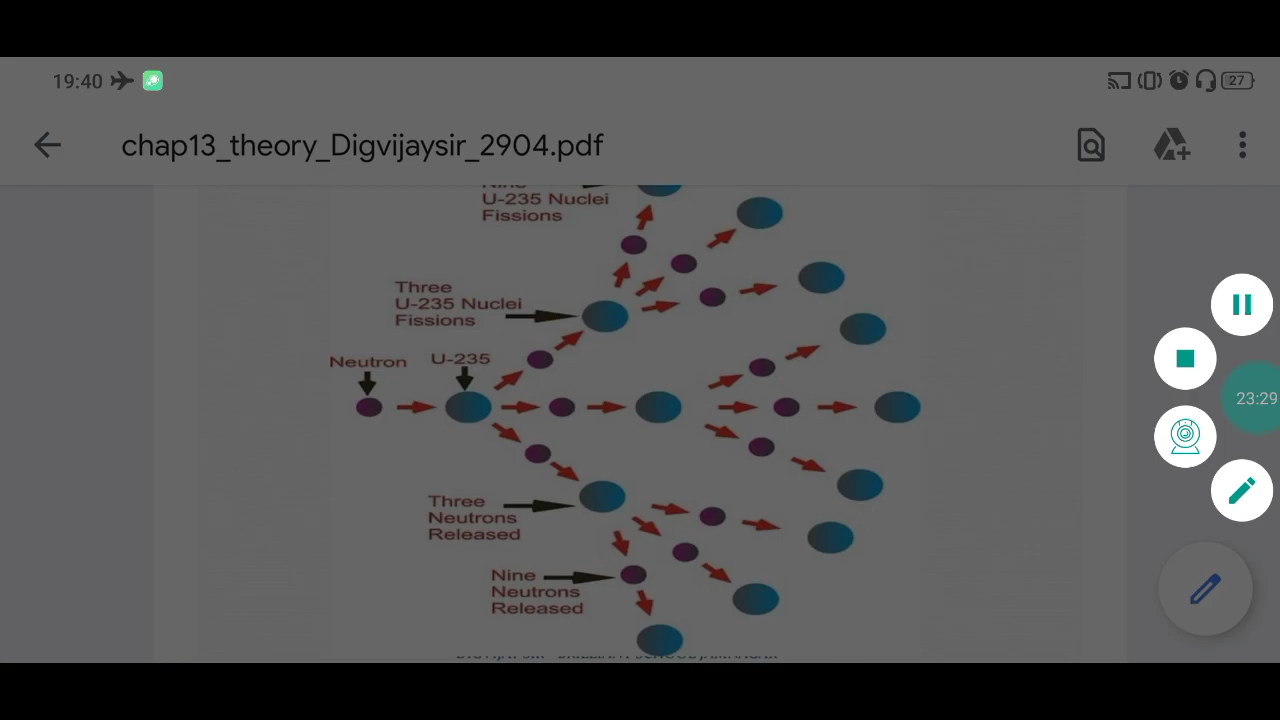 19:40
27
chap13_theory_Digvijaysir_2904.pdf
Nine
U-235 Nuclei
Fissions
Three
U-235 Nuclei
Fissions
Neutron
U-235
Three
Neutrons
Released
Nine
Neutrons
Released
23:29